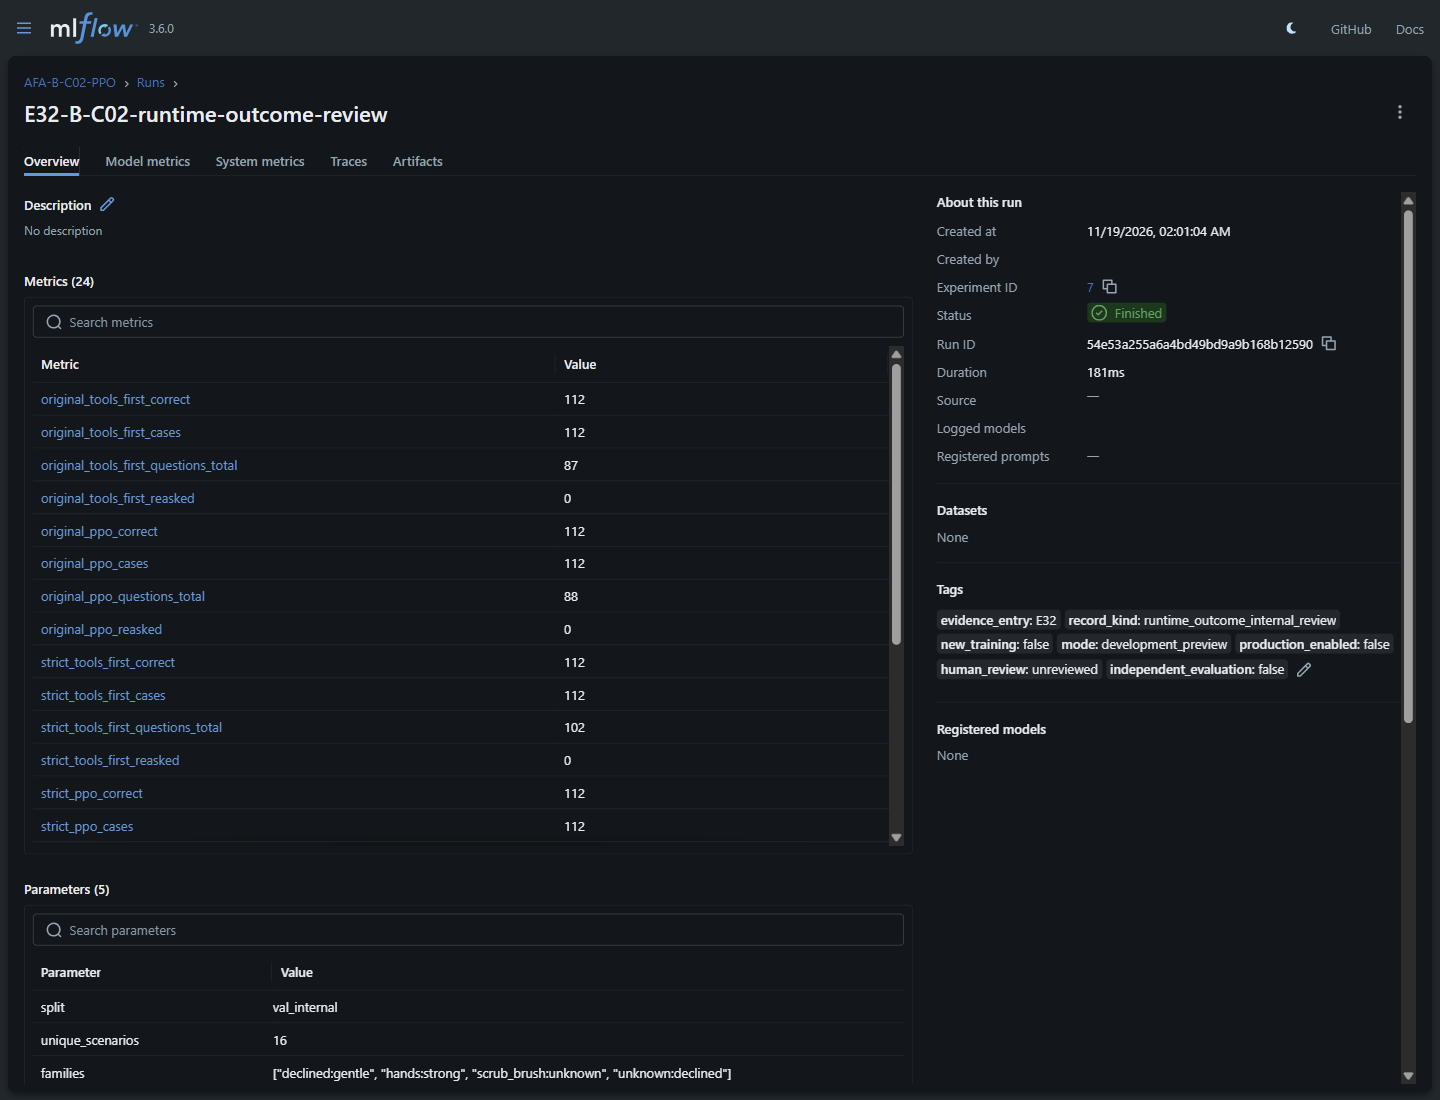 mlflow 3.6.0
GitHub Docs
AFA-B-C02-PPO › Runs ›
E32-B-C02-runtime-outcome-review
Overview Model metrics System metrics Traces Artifacts
Description
No description
Metrics (24)
Search metrics
Metric Value
original_tools_first_correct 112
original_tools_first_cases 112
original_tools_first_questions_total 87
original_tools_first_reasked 0
original_ppo_correct 112
original_ppo_cases 112
original_ppo_questions_total 88
original_ppo_reasked 0
strict_tools_first_correct 112
strict_tools_first_cases 112
strict_tools_first_questions_total 102
strict_tools_first_reasked 0
strict_ppo_correct 112
strict_ppo_cases 112
Parameters (5)
Search parameters
Parameter Value
split val_internal
unique_scenarios 16
families ["declined:gentle", "hands:strong", "scrub_brush:unknown", "unknown:declined"]
About this run
Created at 11/19/2026, 02:01:04 AM
Created by
Experiment ID 7
Status Finished
Run ID 54e53a255a6a4bd49bd9a9b168b12590
Duration 181ms
Source —
Logged models
Registered prompts —
Datasets
None
Tags
evidence_entry: E32 record_kind: runtime_outcome_internal_review
new_training: false mode: development_preview production_enabled: false
human_review: unreviewed independent_evaluation: false
Registered models
None